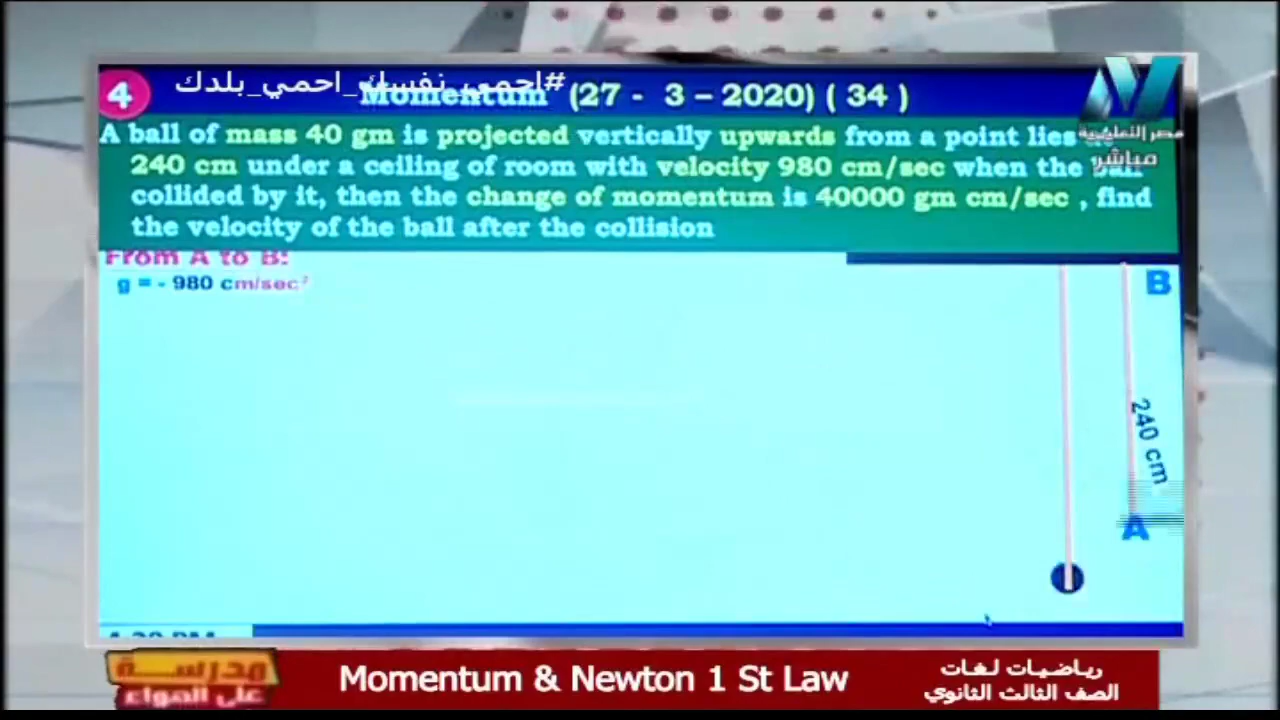 4
#احمي_نفسك_احمي_بلدك
Momentum (27 - 3 – 2020) ( 34 )
مصر التعليمية
مباشر
A ball of mass 40 gm is projected vertically upwards from a point lies
240 cm under a ceiling of room with velocity 980 cm/sec when the ball
collided by it, then the change of momentum is 40000 gm cm/sec , find
the velocity of the ball after the collision
From A to B:
g = - 980 cm/sec²
B
240 cm
A
مدرسة
على الهواء
Momentum & Newton 1 St Law
رياضيات لغات
الصف الثالث الثانوي